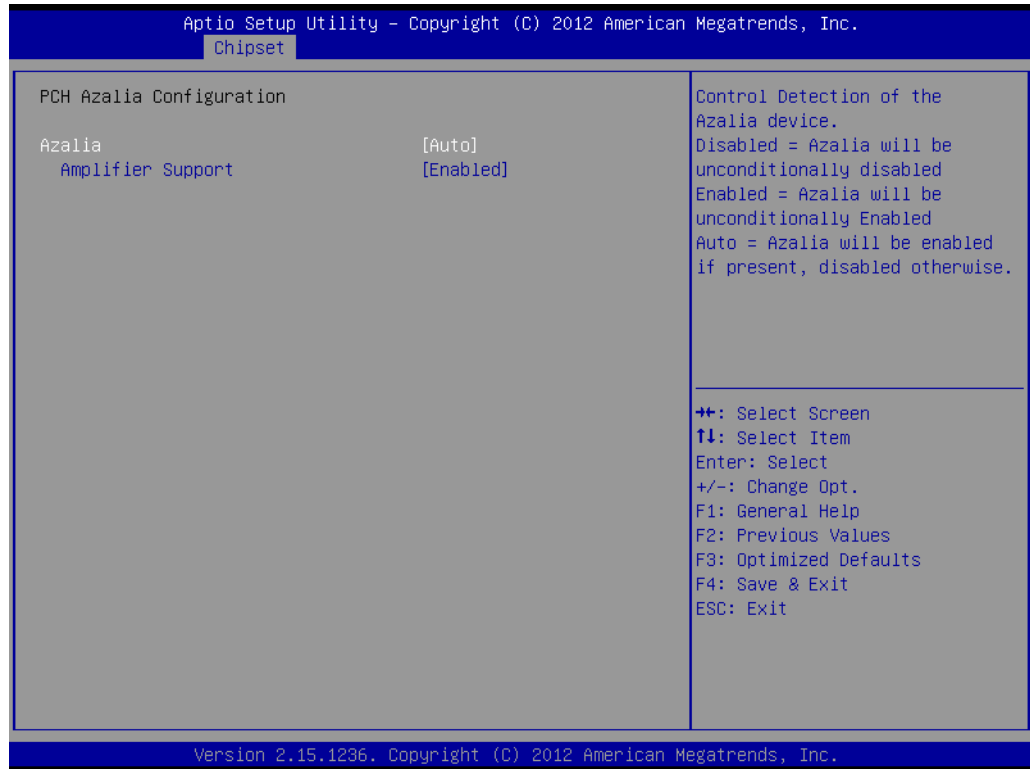 Aptio Setup Utility – Copyright (C) 2012 American Megatrends, Inc.
Chipset
PCH Azalia Configuration
Azalia [Auto]
Amplifier Support [Enabled]
Control Detection of the
Azalia device.
Disabled = Azalia will be
unconditionally disabled
Enabled = Azalia will be
unconditionally Enabled
Auto = Azalia will be enabled
if present, disabled otherwise.
→←: Select Screen
↑↓: Select Item
Enter: Select
+/-: Change Opt.
F1: General Help
F2: Previous Values
F3: Optimized Defaults
F4: Save & Exit
ESC: Exit
Version 2.15.1236. Copyright (C) 2012 American Megatrends, Inc.